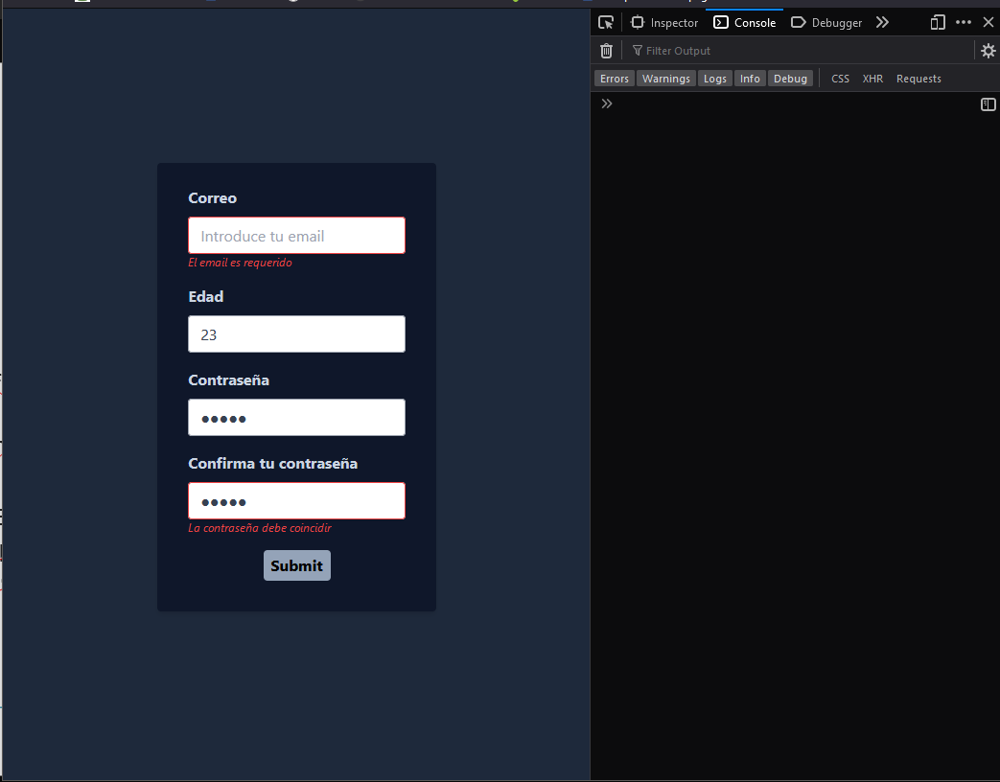 Inspector Console Debugger
Filter Output
Errors Warnings Logs Info Debug CSS XHR Requests
Correo
Introduce tu email
El email es requerido
Edad
23
Contraseña
●●●●●
Confirma tu contraseña
●●●●●
La contraseña debe coincidir
Submit